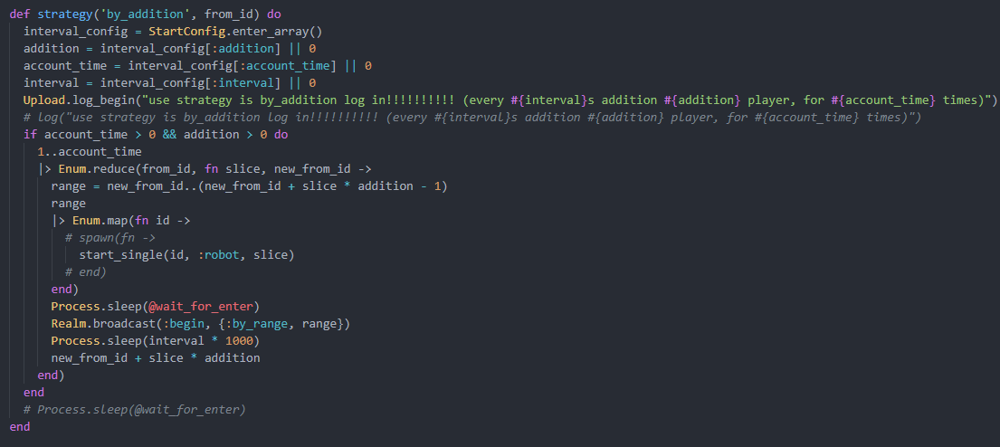 def strategy('by_addition', from_id) do
  interval_config = StartConfig.enter_array()
  addition = interval_config[:addition] || 0
  account_time = interval_config[:account_time] || 0
  interval = interval_config[:interval] || 0
  Upload.log_begin("use strategy is by_addition log in!!!!!!!!!! (every #{interval}s addition #{addition} player, for #{account_time} times)")
  # log("use strategy is by_addition log in!!!!!!!!!! (every #{interval}s addition #{addition} player, for #{account_time} times)")
  if account_time > 0 && addition > 0 do
    1..account_time
    |> Enum.reduce(from_id, fn slice, new_from_id ->
      range = new_from_id..(new_from_id + slice * addition - 1)
      range
      |> Enum.map(fn id ->
        # spawn(fn ->
          start_single(id, :robot, slice)
        # end)
      end)
      Process.sleep(@wait_for_enter)
      Realm.broadcast(:begin, {:by_range, range})
      Process.sleep(interval * 1000)
      new_from_id + slice * addition
    end)
  end
  # Process.sleep(@wait_for_enter)
end